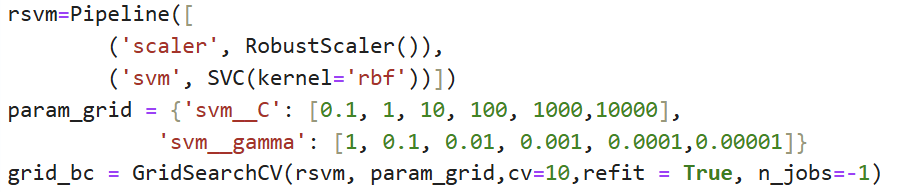 rsvm=Pipeline([
        ('scaler', RobustScaler()),
        ('svm', SVC(kernel='rbf'))])
param_grid = {'svm__C': [0.1, 1, 10, 100, 1000,10000],
            'svm__gamma': [1, 0.1, 0.01, 0.001, 0.0001,0.00001]}
grid_bc = GridSearchCV(rsvm, param_grid,cv=10,refit = True, n_jobs=-1)